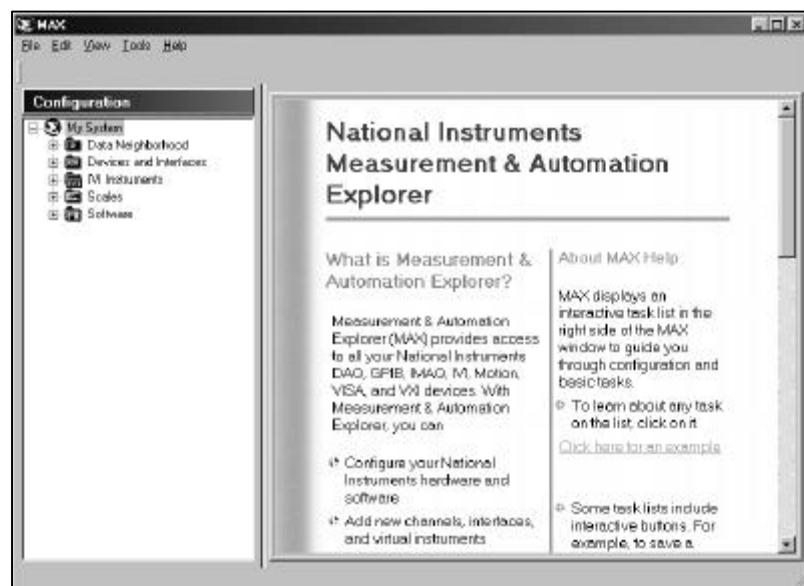 MAX
File Edit View Tools Help
Configuration
My System
Data Neighborhood
Devices and Interfaces
IVI Instruments
Scales
Software
National Instruments
Measurement & Automation
Explorer
What is Measurement &
Automation Explorer?
Measurement & Automation
Explorer (MAX) provides access
to all your National Instruments
DAQ, GPIB, IMAQ, IVI, Motion,
VISA, and VXI devices. With
Measurement & Automation
Explorer, you can
Configure your National
Instruments hardware and
software
Add new channels, interfaces,
and virtual instruments
About MAX Help
MAX displays an
interactive task list in the
right side of the MAX
window to guide you
through configuration and
basic tasks.
To learn about any task
on the list, click on it
Click here for an example
Some task lists include
interactive buttons. For
example, to save a